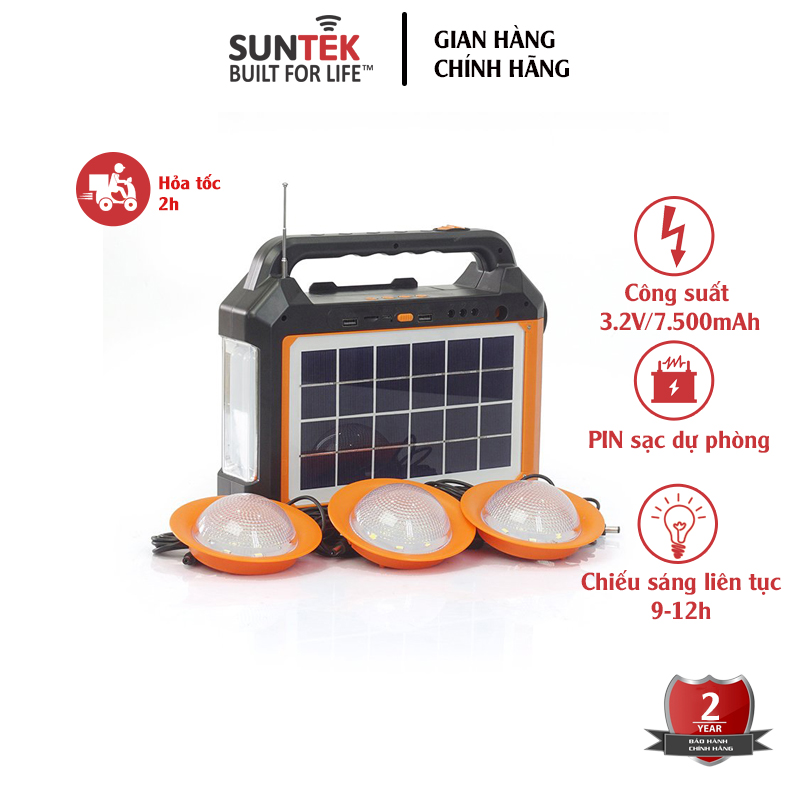 SUNTEK
BUILT FOR LIFE™
GIAN HÀNG
CHÍNH HÃNG
Hỏa tốc
2h
Công suất
3.2V/7.500mAh
PIN sạc dự phòng
Chiếu sáng liên tục
9-12h
2
YEAR
BẢO HÀNH
CHÍNH HÃNG